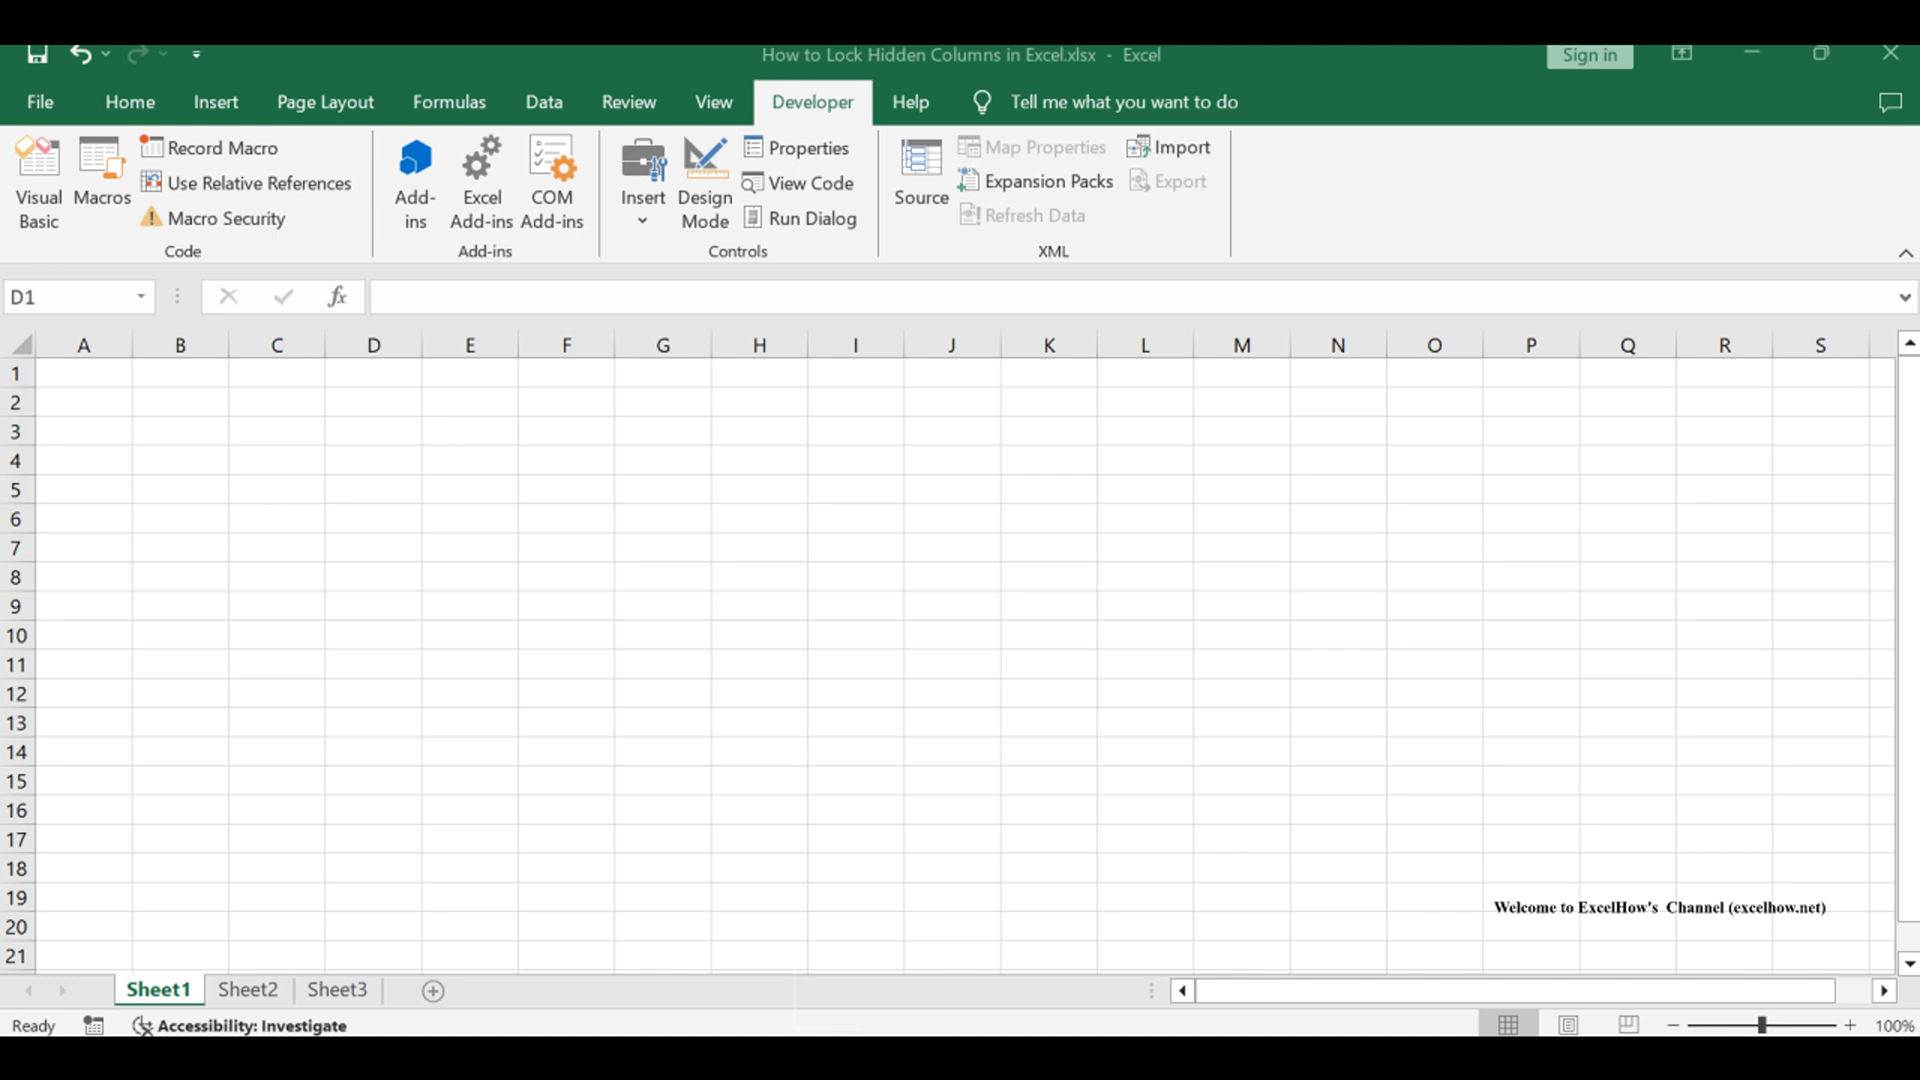 How to Lock Hidden Columns in Excel.xlsx - Excel
Sign in
File Home Insert Page Layout Formulas Data Review View Developer Help Tell me what you want to do
Visual Basic
Macros
Record Macro
Use Relative References
Macro Security
Code
Add-ins
Excel Add-ins
COM Add-ins
Add-ins
Insert
Design Mode
Properties
View Code
Run Dialog
Controls
Source
Map Properties
Expansion Packs
Refresh Data
Import
Export
XML
D1
fx
A B C D E F G H I J K L M N O P Q R S
1
2
3
4
5
6
7
8
9
10
11
12
13
14
15
16
17
18
19
20
21
Welcome to ExcelHow's Channel (excelhow.net)
Sheet1 Sheet2 Sheet3
Ready
Accessibility: Investigate
100%